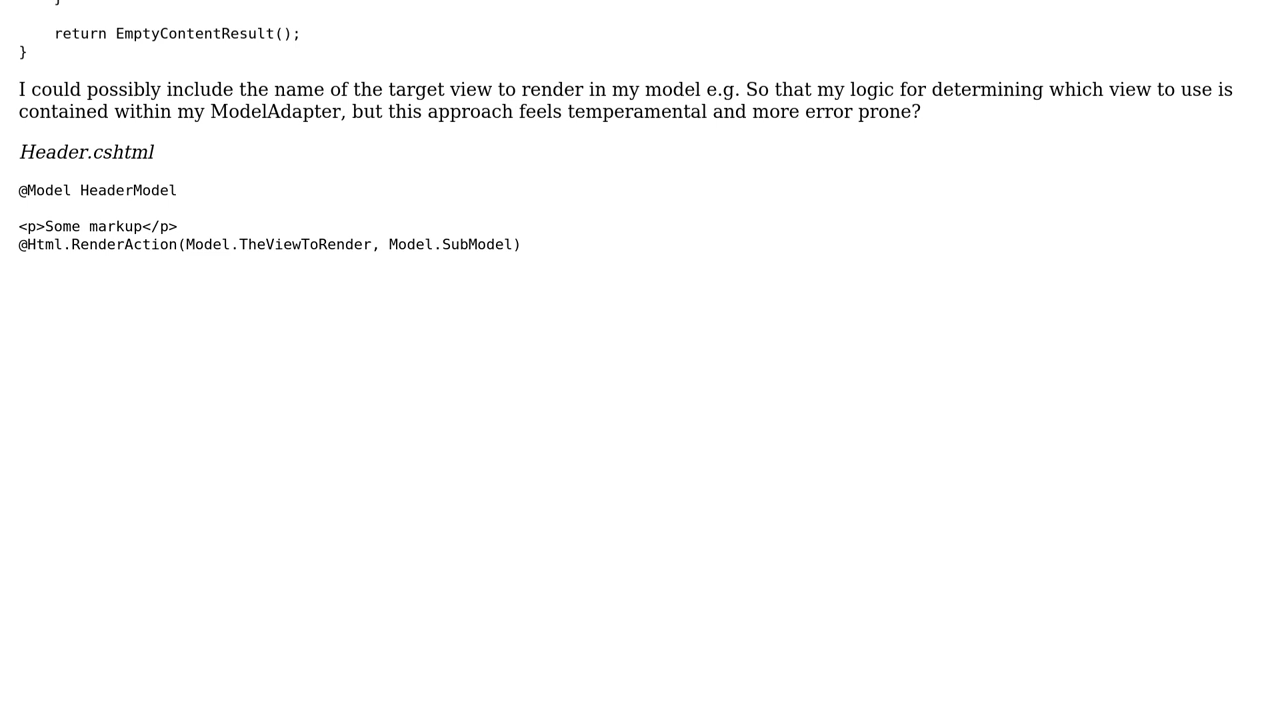 }
return EmptyContentResult();
}
I could possibly include the name of the target view to render in my model e.g. So that my logic for determining which view to use is
contained within my ModelAdapter, but this approach feels temperamental and more error prone?
Header.cshtml
@Model HeaderModel
<p>Some markup</p>
@Html.RenderAction(Model.TheViewToRender, Model.SubModel)